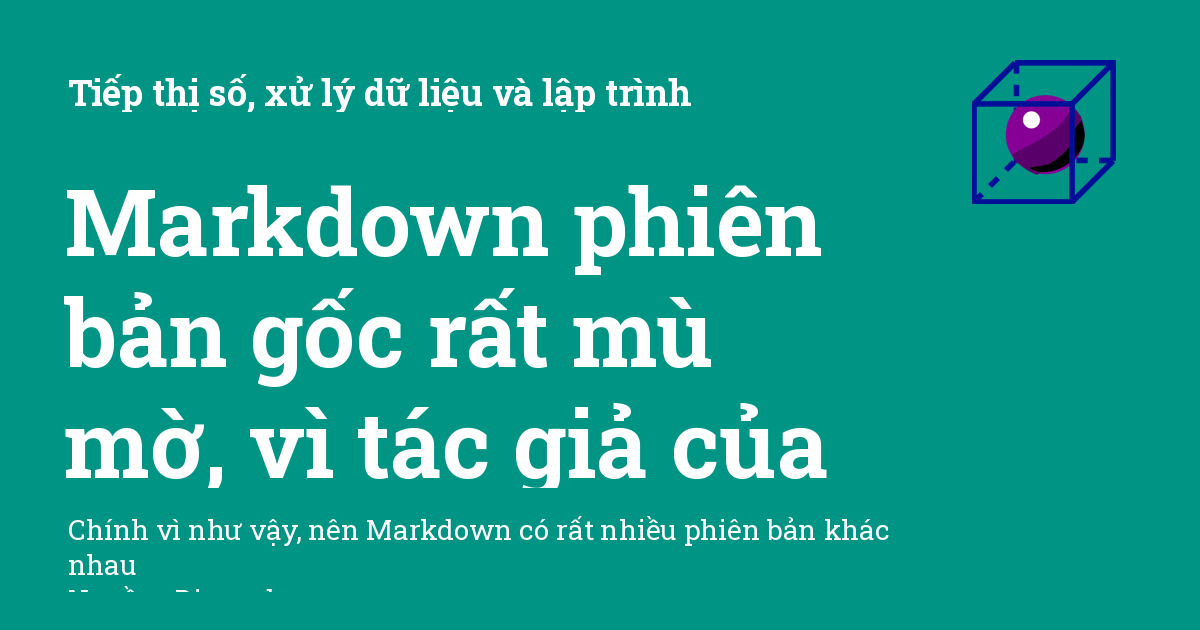 Tiếp thị số, xử lý dữ liệu và lập trình
Markdown phiên
bản gốc rất mù
mờ, vì tác giả của
Chính vì như vậy, nên Markdown có rất nhiều phiên bản khác
nhau